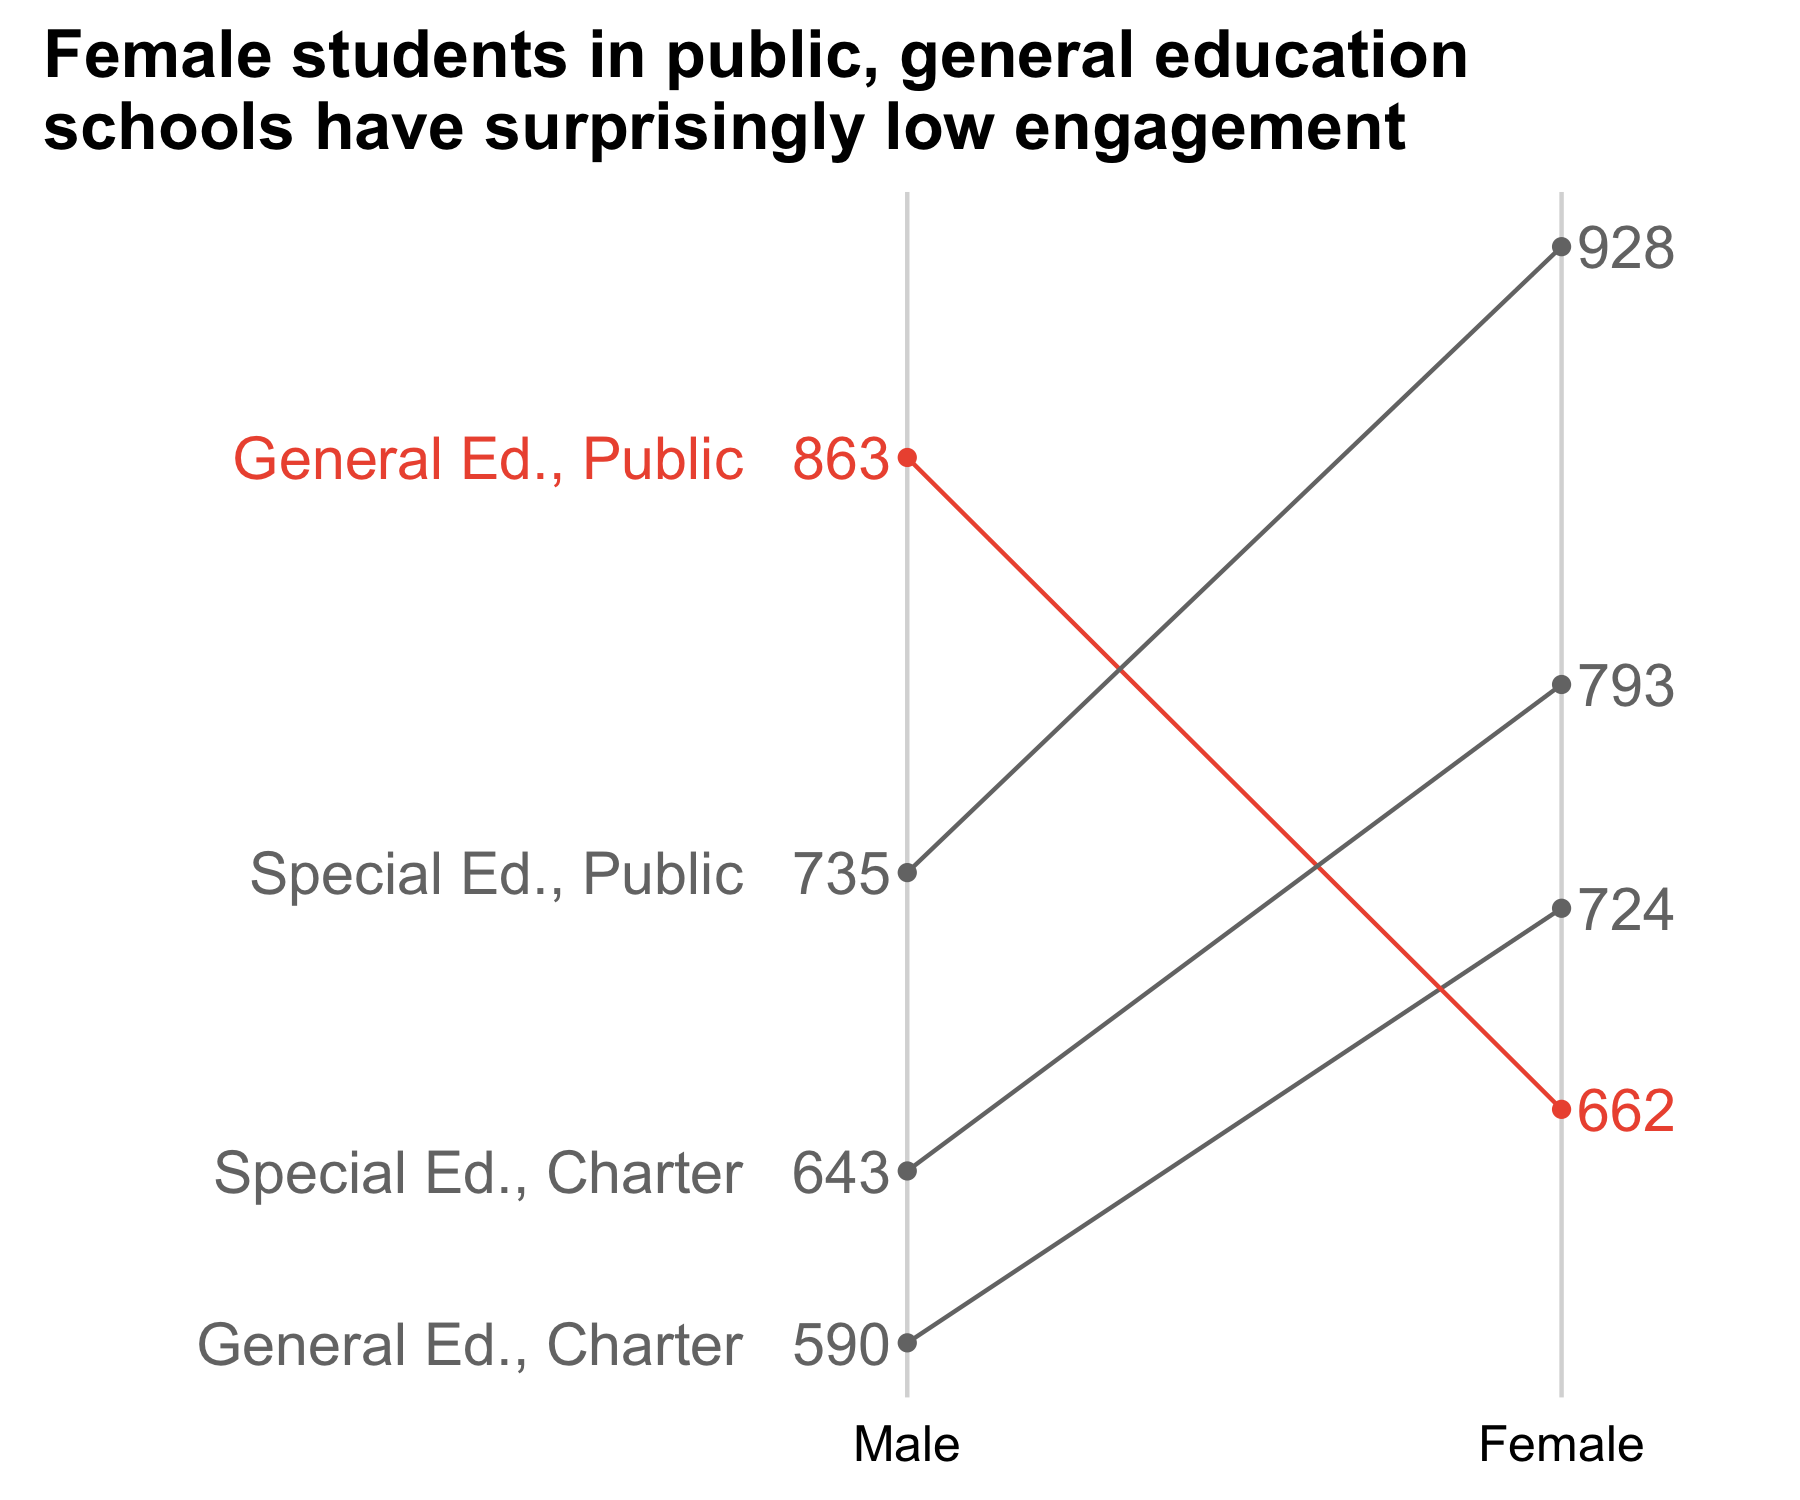 Female students in public, general education
schools have surprisingly low engagement
928
General Ed., Public 863
793
Special Ed., Public 735
724
662
Special Ed., Charter 643
General Ed., Charter 590
Male Female